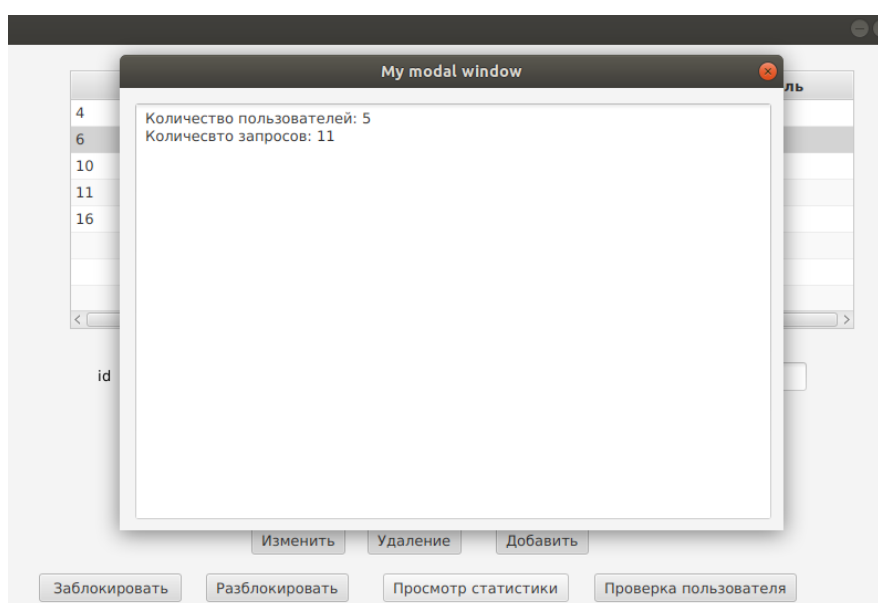 My modal window
ль
Количество пользователей: 5
Количесвто запросов: 11
4
6
10
11
16
id
Изменить Удаление Добавить
Заблокировать Разблокировать Просмотр статистики Проверка пользователя